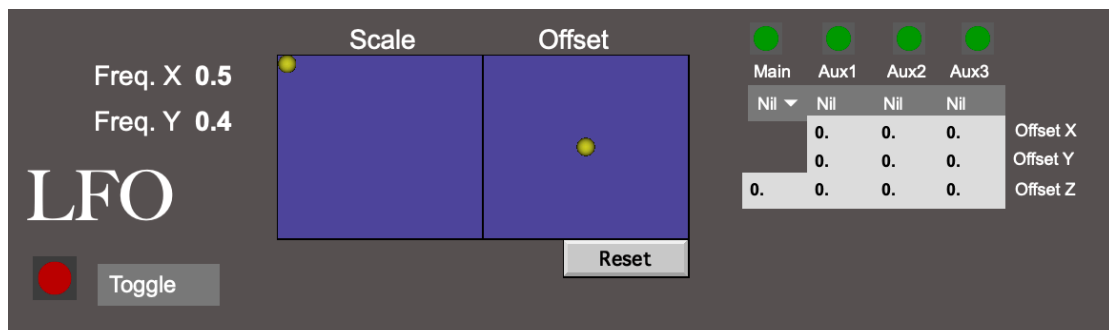 Scale Offset
Freq. X 0.5
Freq. Y 0.4
LFO
Toggle
Reset
Main Aux1 Aux2 Aux3
Nil Nil Nil Nil
0. 0. 0. Offset X
0. 0. 0. Offset Y
0. 0. 0. 0. Offset Z